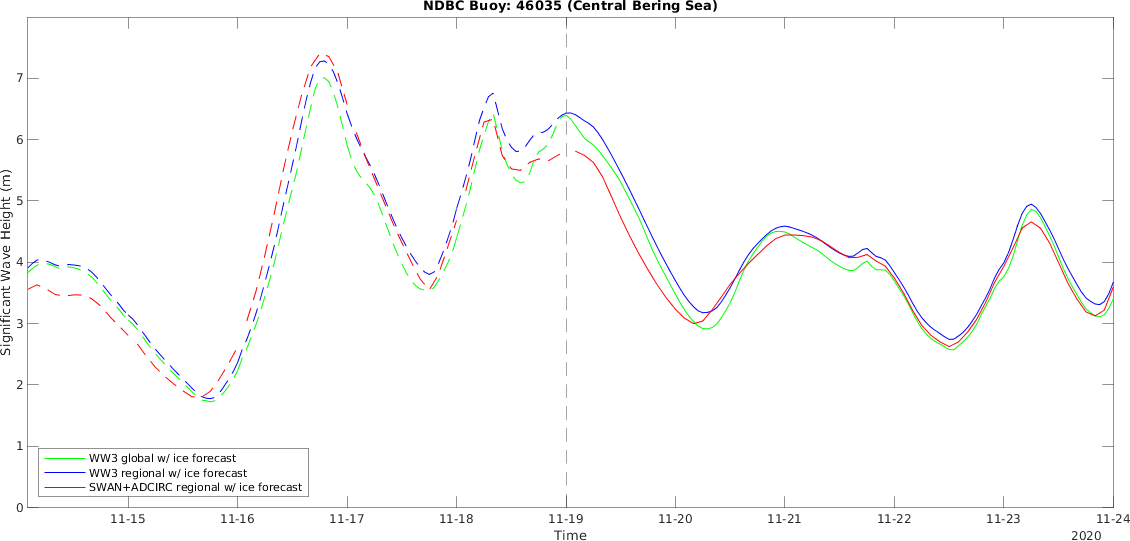 NDBC Buoy: 46035 (Central Bering Sea)
Significant Wave Height (m)
7
6
5
4
3
2
1
0
WW3 global w/ ice forecast
WW3 regional w/ ice forecast
SWAN+ADCIRC regional w/ ice forecast
11-15 11-16 11-17 11-18 11-19 11-20 11-21 11-22 11-23 11-24
Time
2020